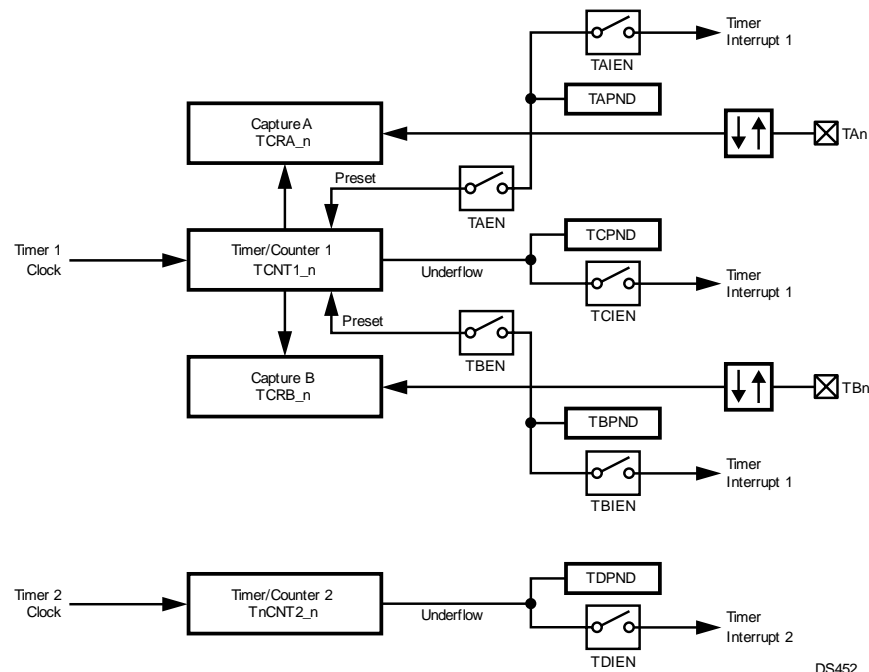 Timer
Interrupt 1
TAIEN
TAPND
Capture A
TCRA_n
TAn
Preset
TAEN
TCPND
Timer 1
Clock
Timer/Counter 1
TCNT1_n
Underflow
Timer
Interrupt 1
TCIEN
Preset
TBEN
Capture B
TCRB_n
TBn
TBPND
Timer
Interrupt 1
TBIEN
TDPND
Timer 2
Clock
Timer/Counter 2
TnCNT2_n
Underflow
Timer
Interrupt 2
TDIEN
DS452